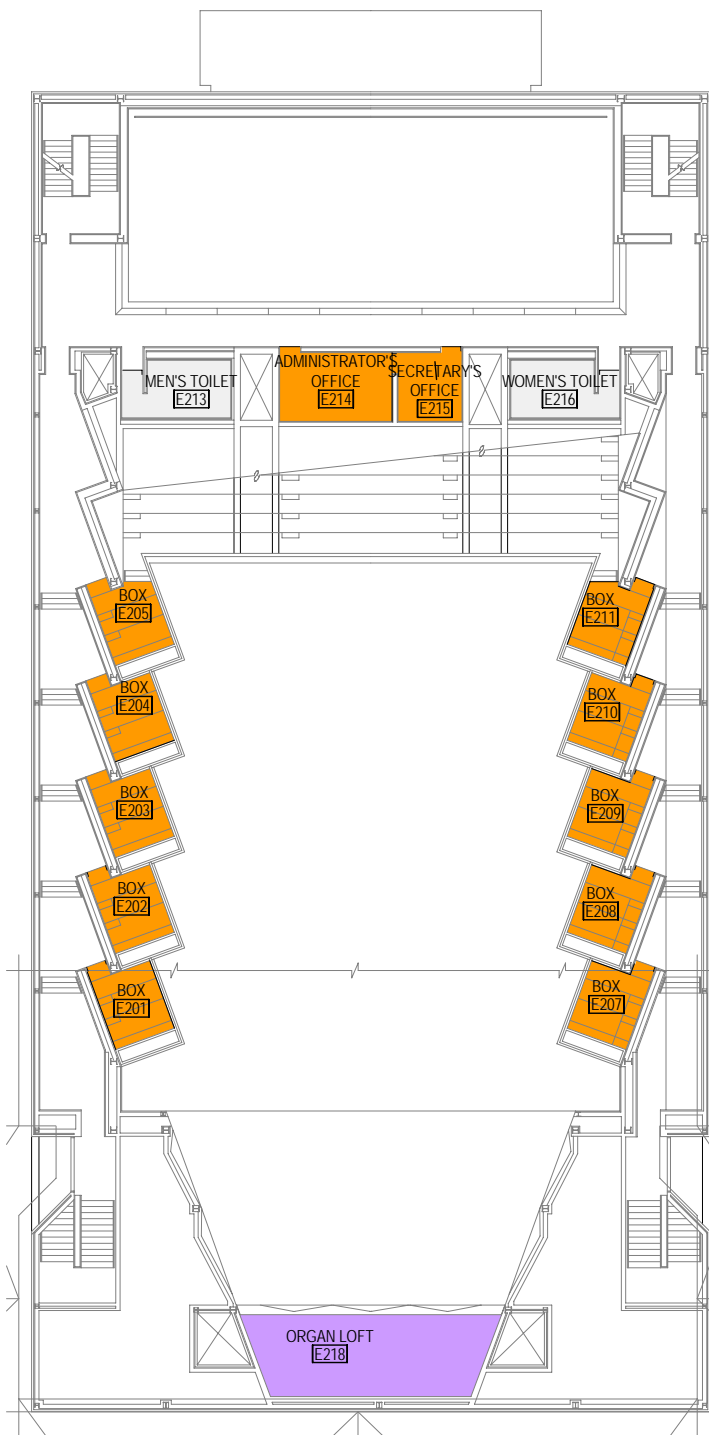 MEN'S TOILET
E213
ADMINISTRATOR'S
OFFICE
E214
SECRETARY'S
OFFICE
E215
WOMEN'S TOILET
E216
BOX
E205
BOX
E211
BOX
E204
BOX
E210
BOX
E203
BOX
E209
BOX
E202
BOX
E208
BOX
E201
BOX
E207
ORGAN LOFT
E218